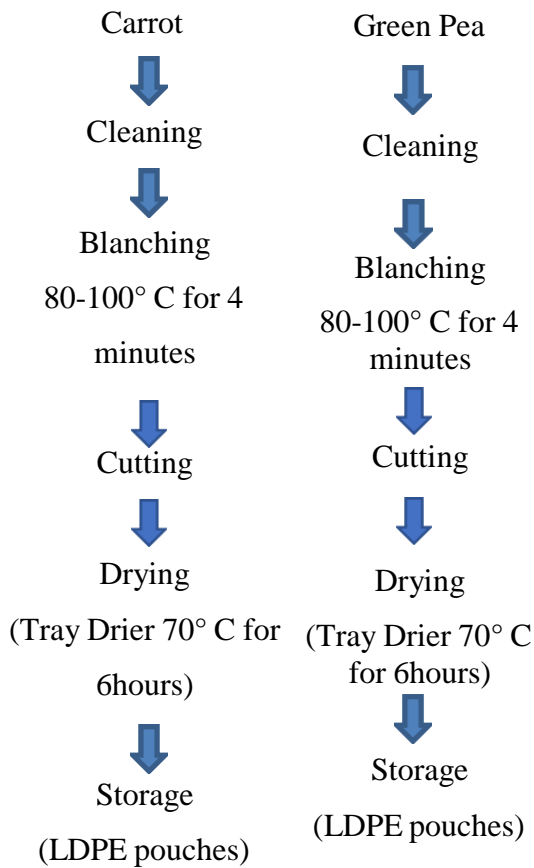 Carrot
Cleaning
Blanching
80-100° C for 4
minutes
Cutting
Drying
(Tray Drier 70° C for
6hours)
Storage
(LDPE pouches)
Green Pea
Cleaning
Blanching
80-100° C for 4
minutes
Cutting
Drying
(Tray Drier 70° C
for 6hours)
Storage
(LDPE pouches)